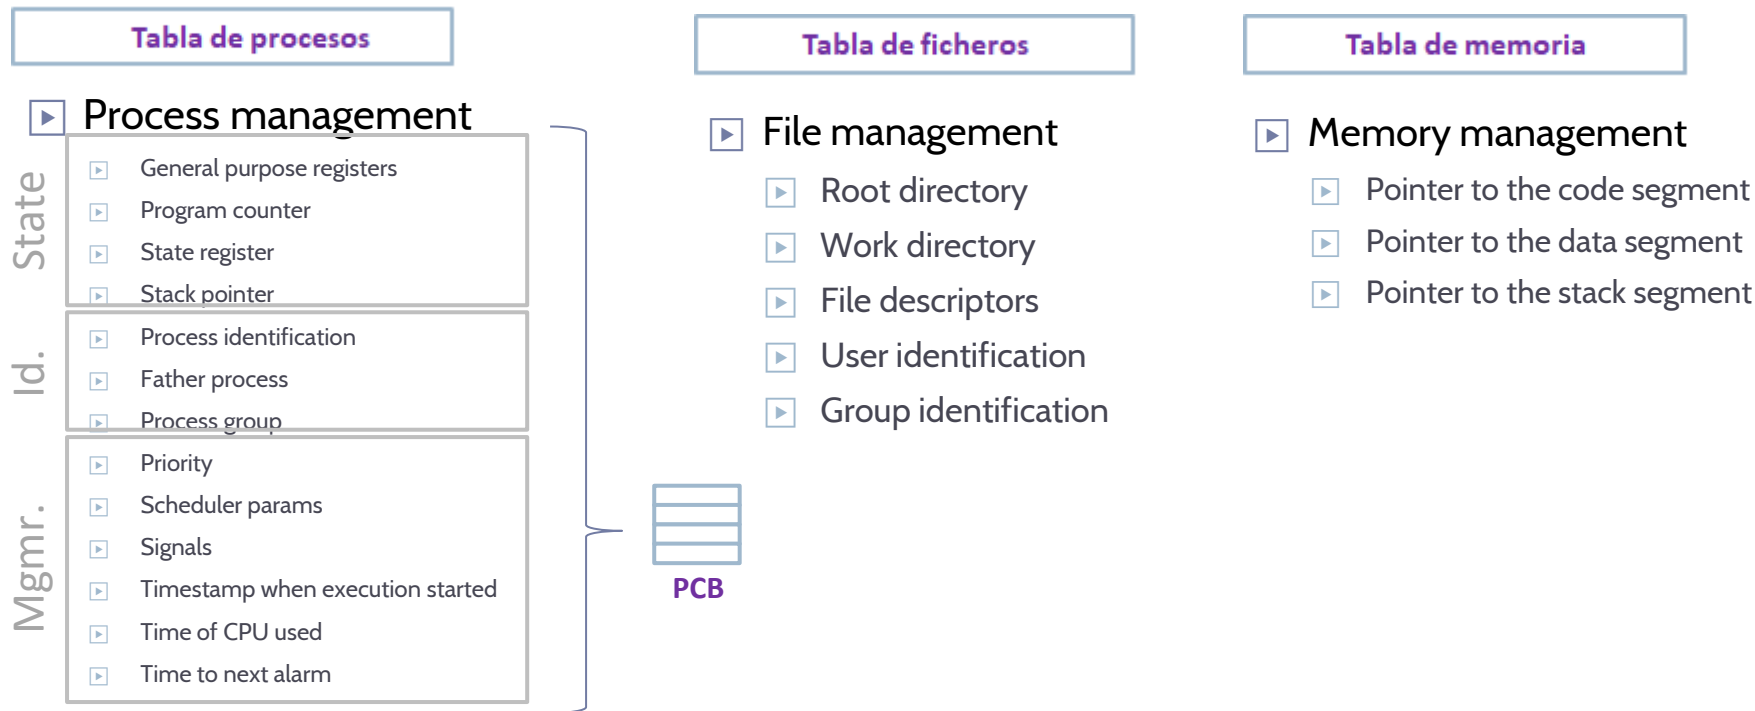 Tabla de procesos
Process management
State
General purpose registers
Program counter
State register
Stack pointer
Id.
Process identification
Father process
Process group
Mgmr.
Priority
Scheduler params
Signals
Timestamp when execution started
Time of CPU used
Time to next alarm
PCB
Tabla de ficheros
File management
Root directory
Work directory
File descriptors
User identification
Group identification
Tabla de memoria
Memory management
Pointer to the code segment
Pointer to the data segment
Pointer to the stack segment